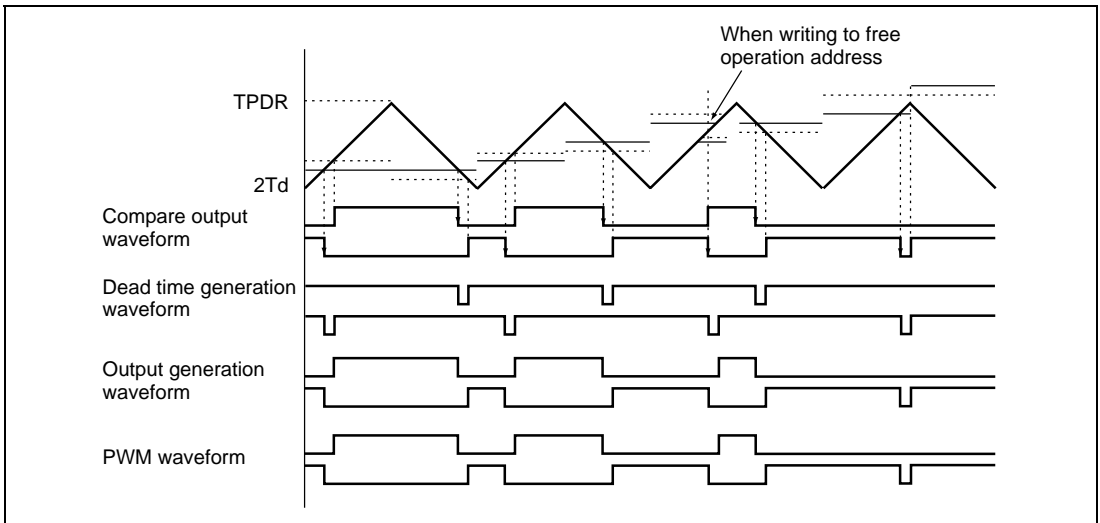 When writing to free
operation address
TPDR
2Td
Compare output
waveform
Dead time generation
waveform
Output generation
waveform
PWM waveform